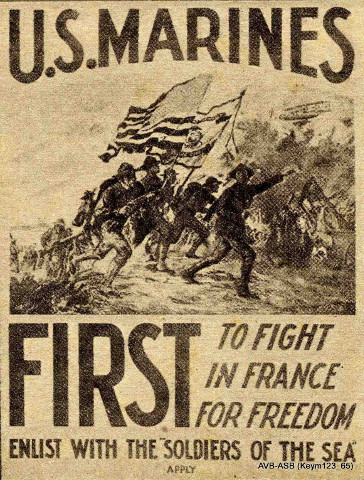 U.S. MARINES
FIRST
TO FIGHT
IN FRANCE
FOR FREEDOM
ENLIST WITH THE "SOLDIERS OF THE SEA"
APPLY
AVB-ASB (Keym123_65)